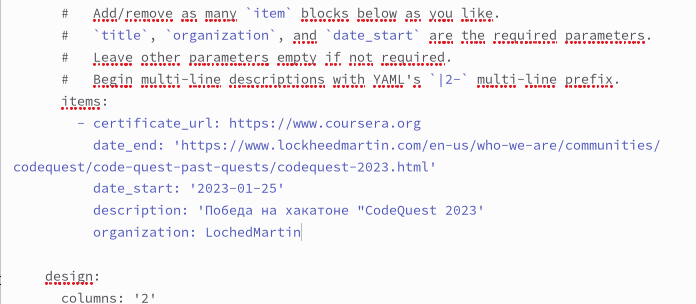 #   Add/remove as many `item` blocks below as you like.
#   `title`, `organization`, and `date_start` are the required parameters.
#   Leave other parameters empty if not required.
#   Begin multi-line descriptions with YAML's `|2-` multi-line prefix.
items:
- certificate_url: https://www.coursera.org
date_end: 'https://www.lockheedmartin.com/en-us/who-we-are/communities/
codequest/code-quest-past-quests/codequest-2023.html'
date_start: '2023-01-25'
description: 'Победа на хакатоне "CodeQuest 2023'
organization: LochedMartin
design:
columns: '2'